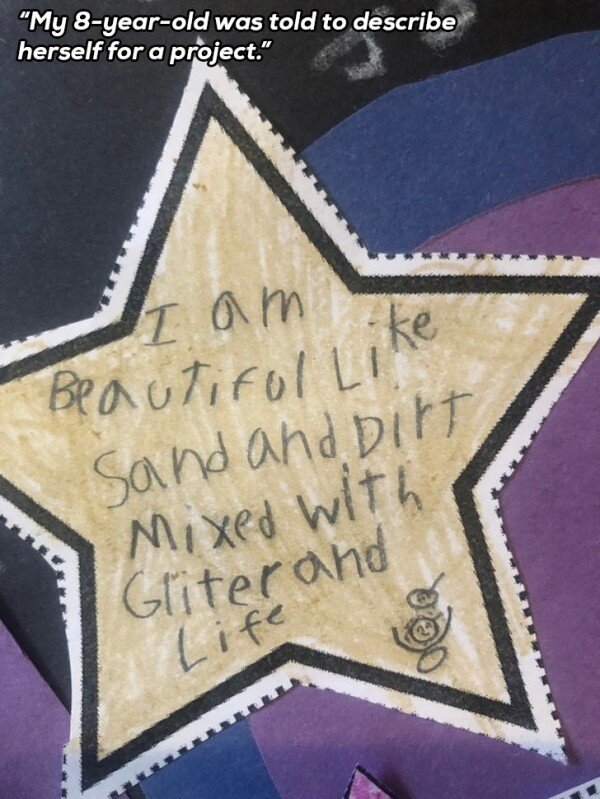 “My 8-year-old was told to describe
herself for a project.”
I am
Beautiful Like
Sand and Dirt
Mixed with
Gliter and
Life